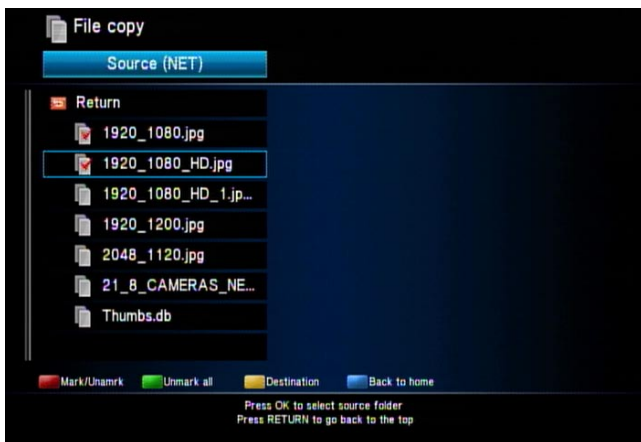 File copy
Source (NET)
Return
1920_1080.jpg
1920_1080_HD.jpg
1920_1080_HD_1.jp...
1920_1200.jpg
2048_1120.jpg
21_8_CAMERAS_NE...
Thumbs.db
Mark/Unamrk Unmark all Destination Back to home
Press OK to select source folder
Press RETURN to go back to the top